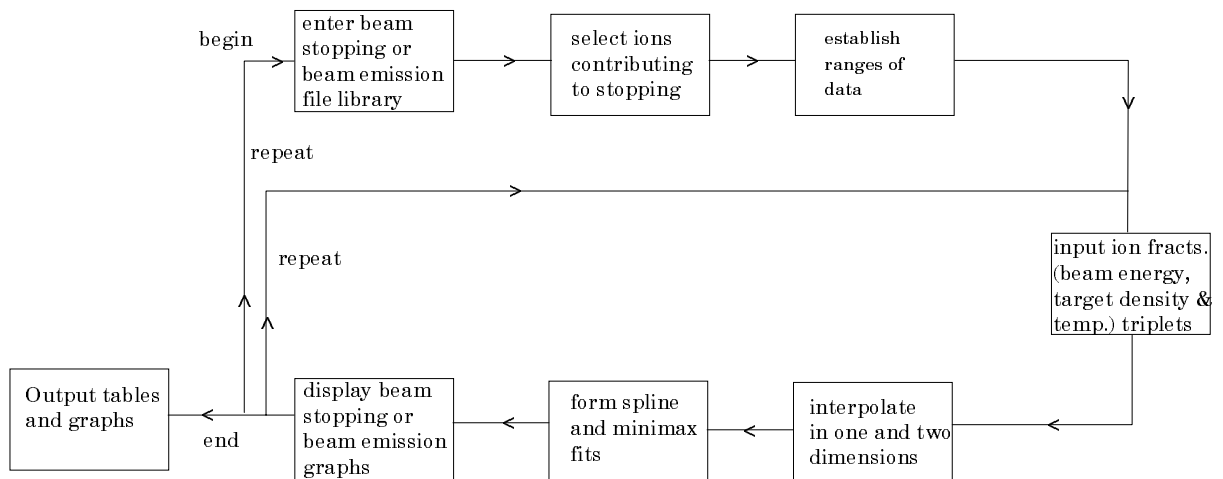 begin
enter beam
stopping or
beam emission
file library
select ions
contributing
to stopping
establish
ranges of
data
repeat
repeat
input ion fracts.
(beam energy,
target density &
temp.) triplets
interpolate
in one and two
dimensions
form spline
and minimax
fits
display beam
stopping or
beam emission
graphs
end
Output tables
and graphs